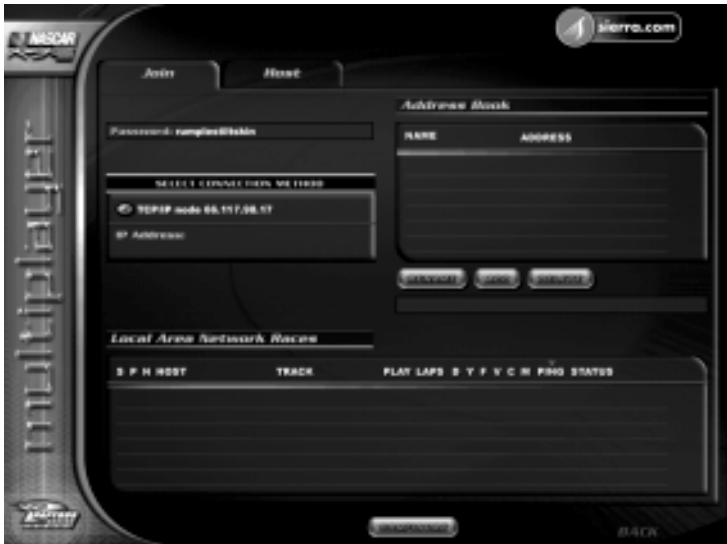 NASCAR
sierra.com
Join
Host
multiplayer
Password: rumplestiltskin
SELECT CONNECTION METHOD
TCP/IP node 65.117.98.17
IP Address:
Address Book
NAME ADDRESS
Local Area Network Races
S P H HOST TRACK PLAY LAPS D Y F V C M PING STATUS
BACK